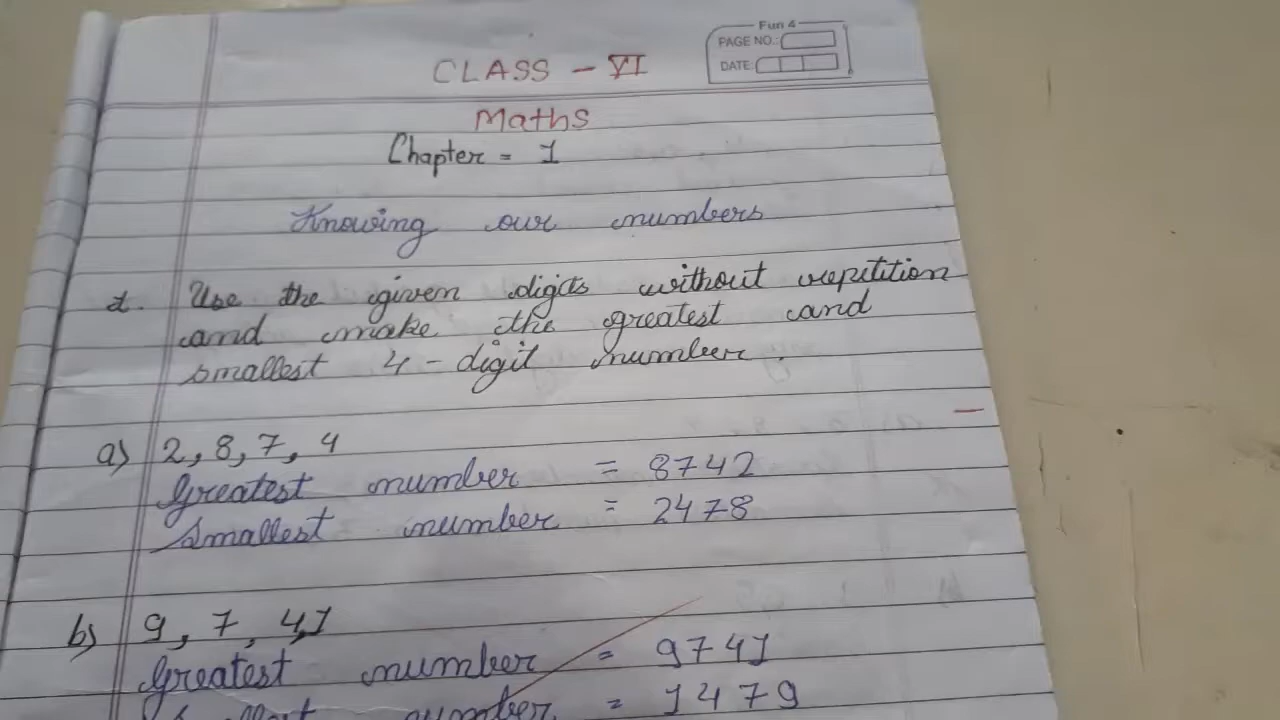 Fun 4
PAGE NO.:
DATE:
CLASS - VI
Maths
Chapter = 1
Knowing our numbers
1. Use the given digits without repetition
and make the greatest and
smallest 4-digit number.
a) 2, 8, 7, 4
Greatest number = 8742
Smallest number = 2478
b) 9, 7, 4, 1
Greatest number = 9741
Smallest number = 1479